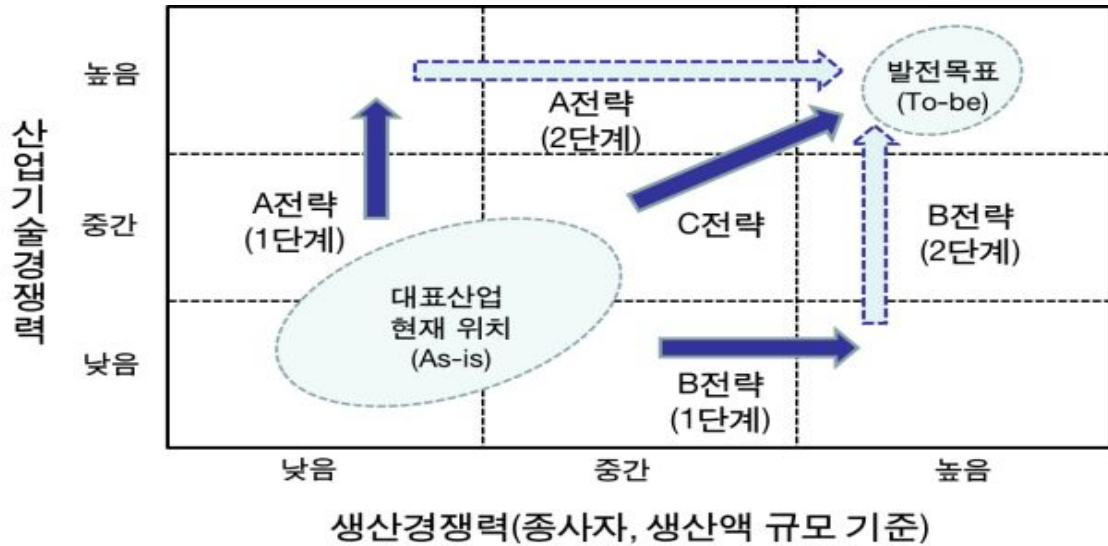 산업기술경쟁력
높음
중간
낮음
발전목표
(To-be)
A전략
(2단계)
A전략
(1단계)
C전략
B전략
(2단계)
대표산업
현재 위치
(As-is)
B전략
(1단계)
낮음
중간
높음
생산경쟁력(종사자, 생산액 규모 기준)